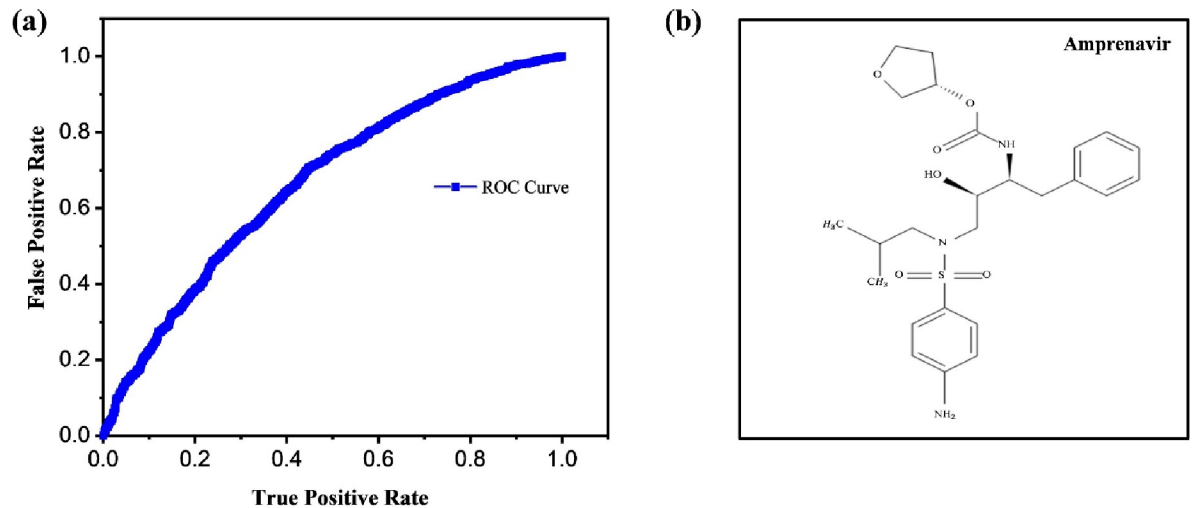 (a)
False Positive Rate
1.0
0.8
0.6
0.4
0.2
0.0
0.0 0.2 0.4 0.6 0.8 1.0
True Positive Rate
ROC Curve
(b)
Amprenavir
O
O
O
NH
HO
H₃C
N
CH₃
O S O
NH₂